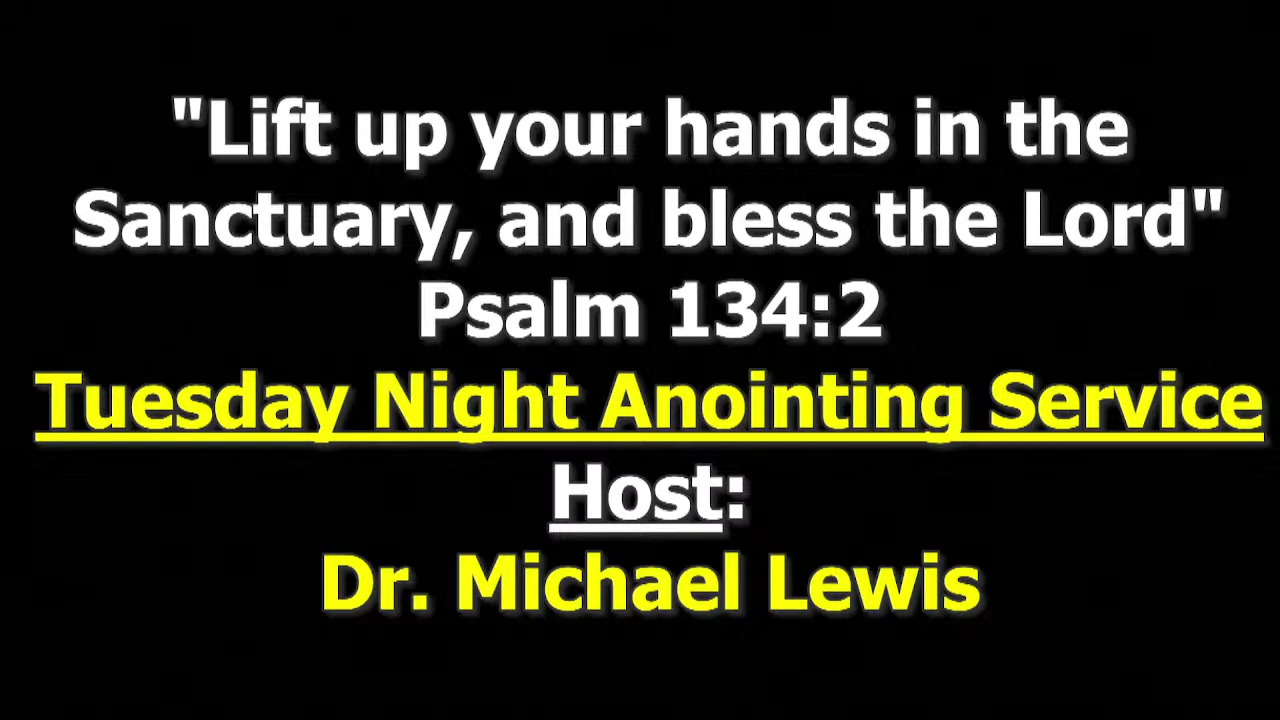 "Lift up your hands in the
Sanctuary, and bless the Lord"
Psalm 134:2
Tuesday Night Anointing Service
Host:
Dr. Michael Lewis